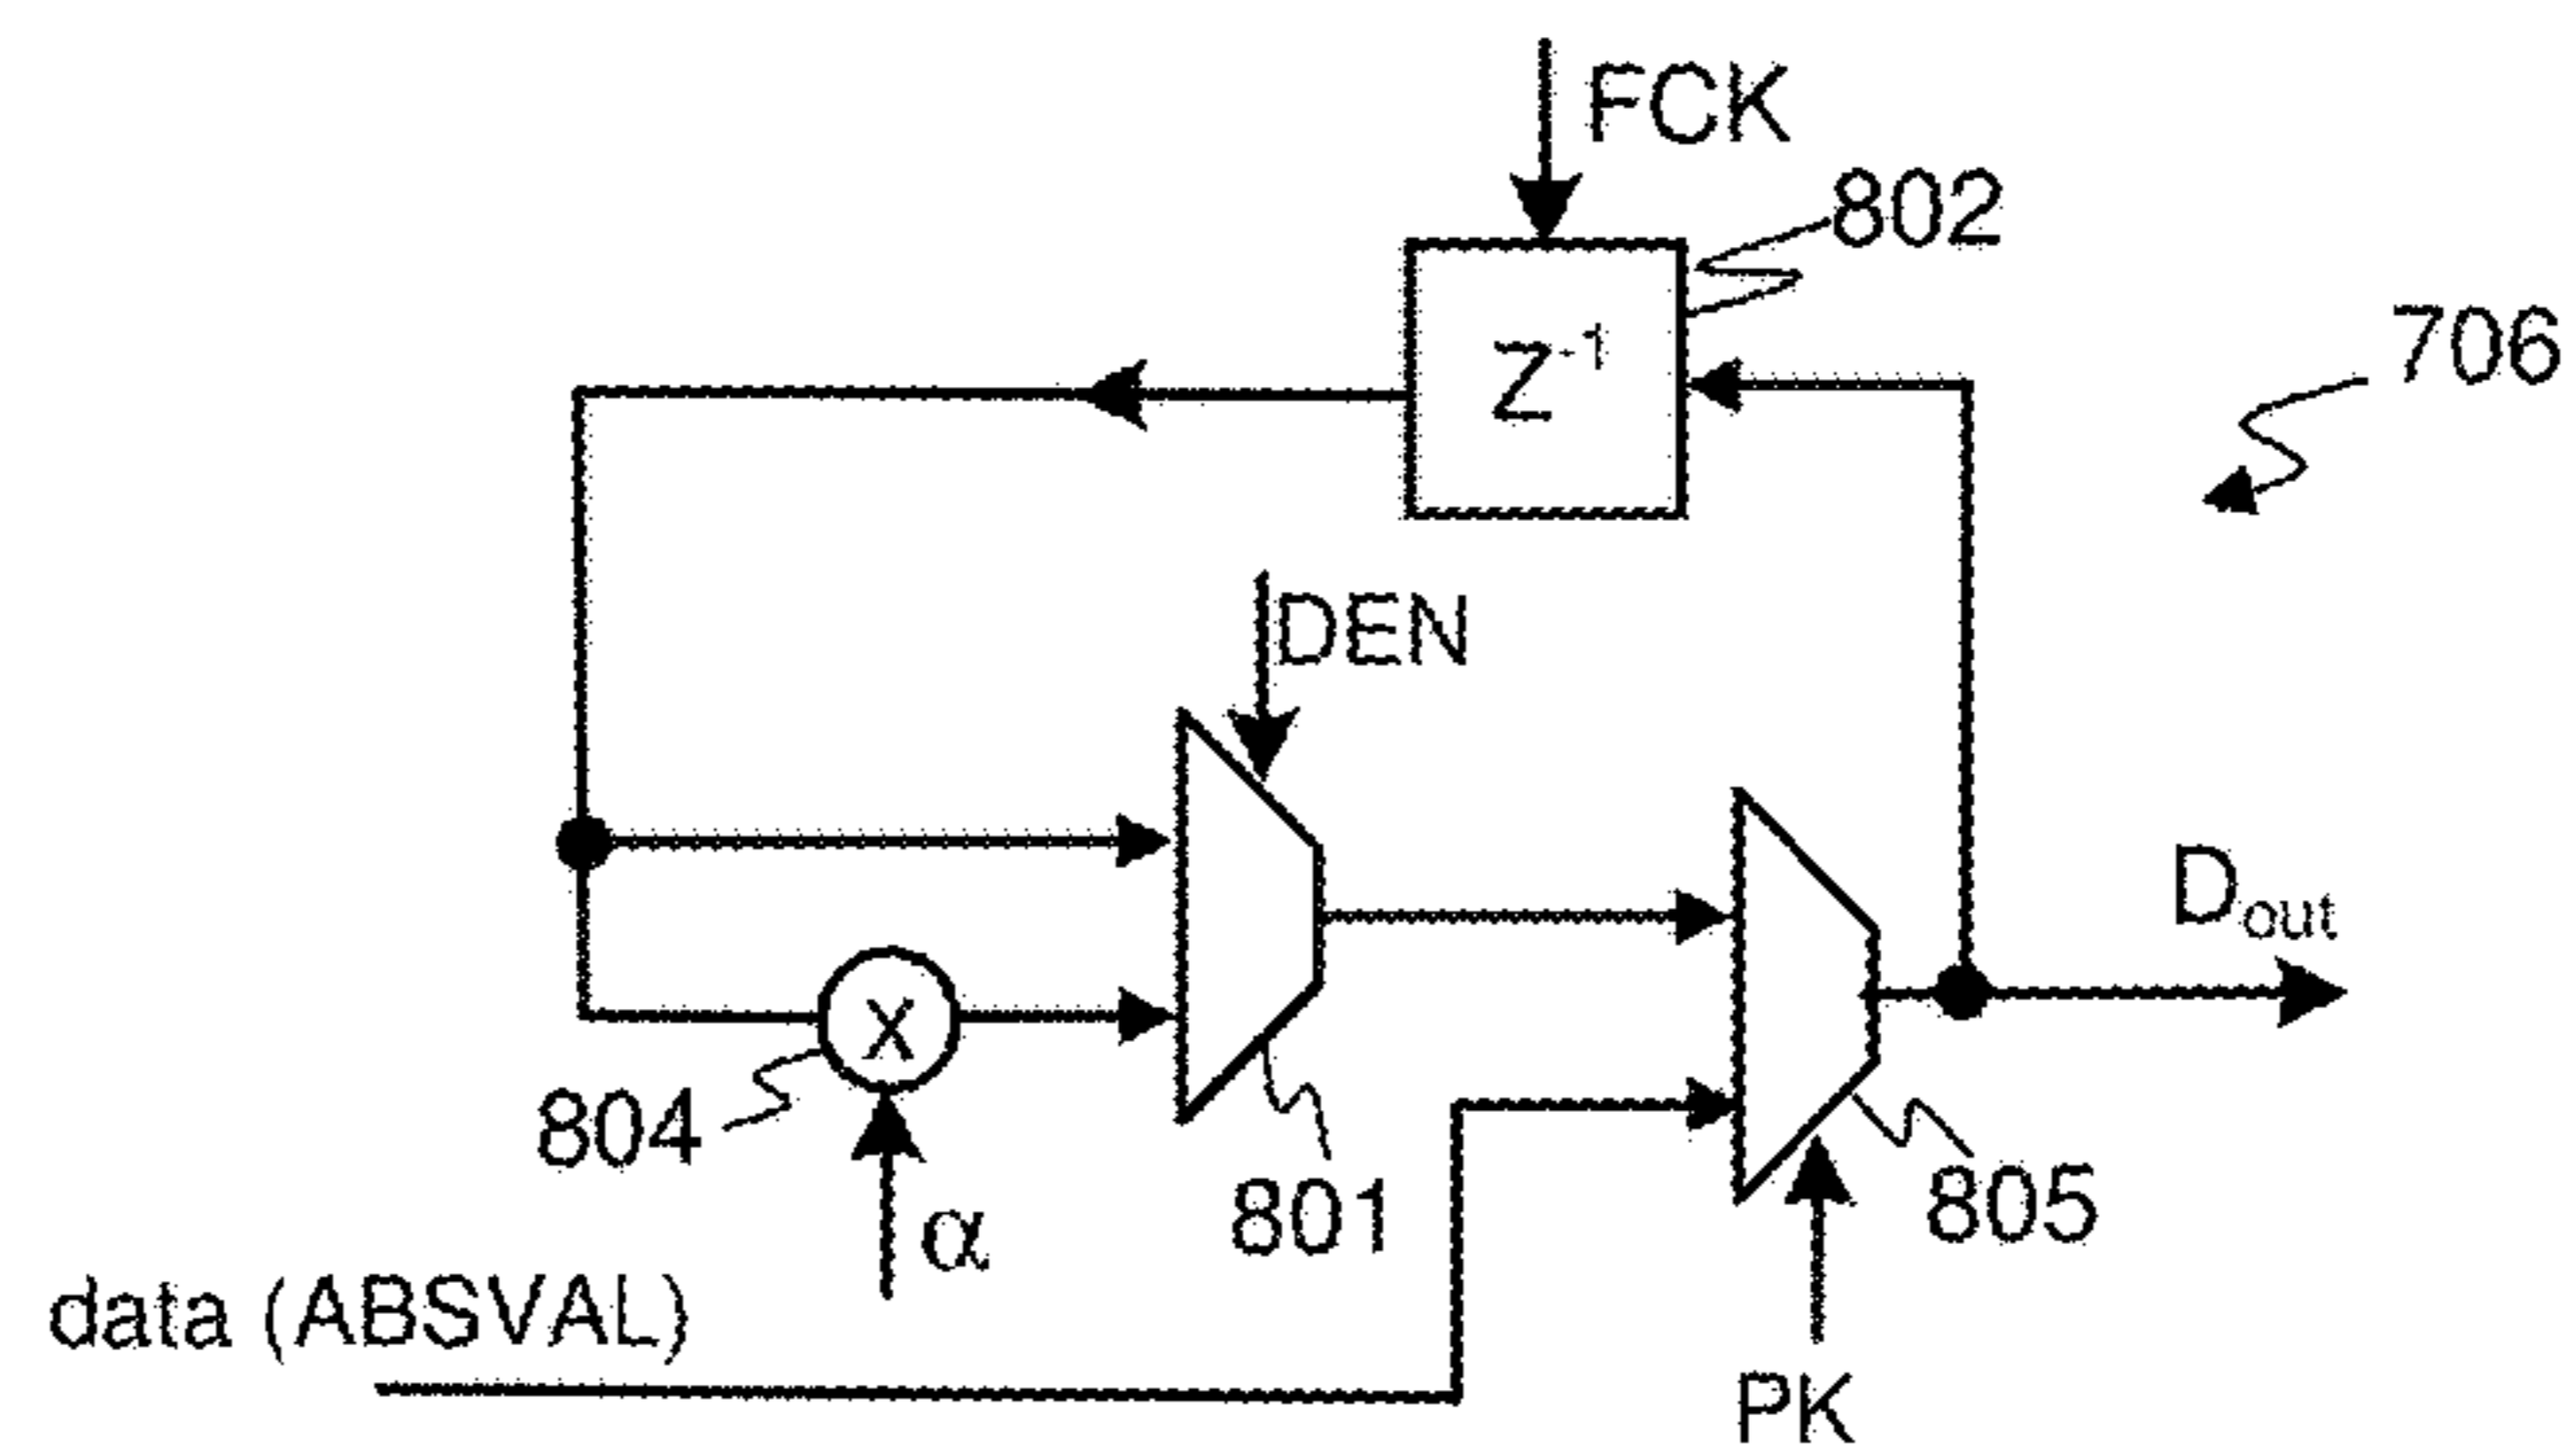 FCK
802
Z-1
706
DEN
Dout
X
804
801
805
α
data (ABSVAL)
PK